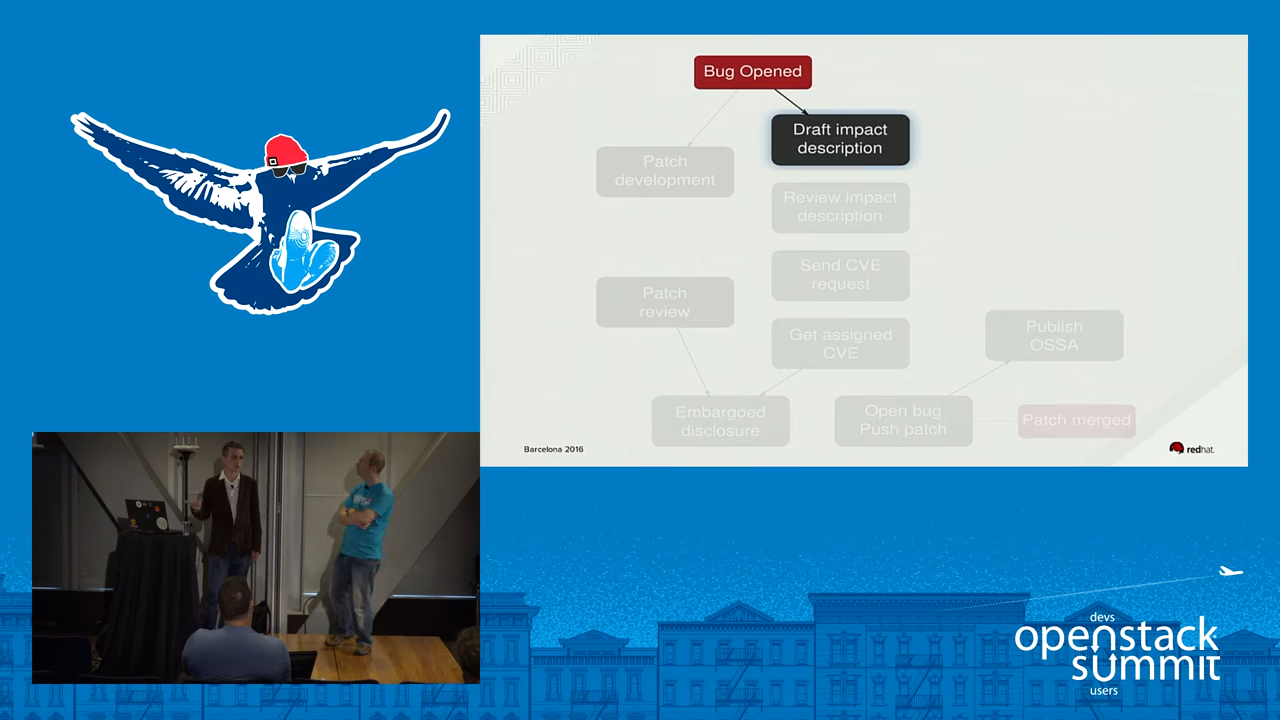 Bug Opened
Draft impact
description
Patch
development
Review impact
description
Send CVE
request
Patch
review
Get assigned
CVE
Publish
OSSA
Embargoed
disclosure
Open bug
Push patch
Patch merged
Barcelona 2016
redhat.
devs
openstack
summit
users